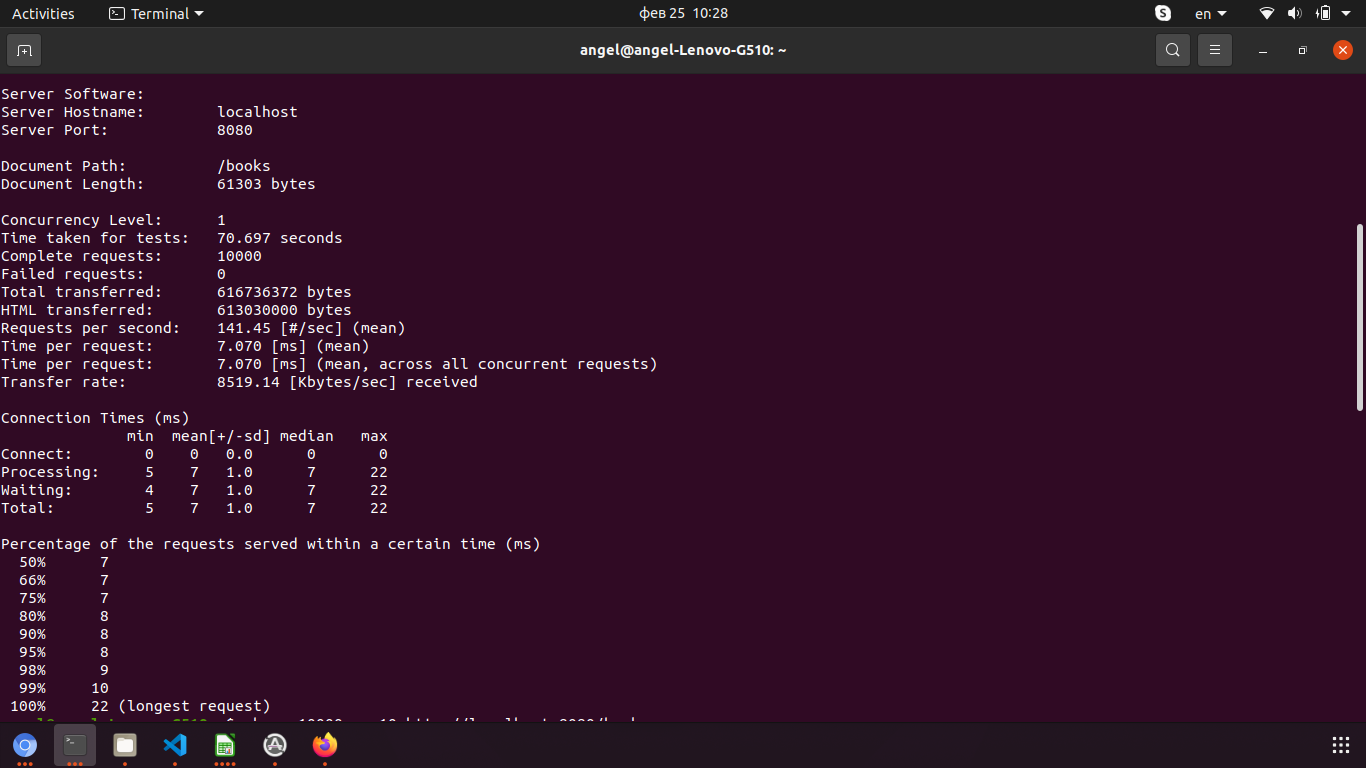 Activities Terminal фев 25 10:28 en
angel@angel-Lenovo-G510: ~
Server Software:
Server Hostname: localhost
Server Port: 8080
Document Path: /books
Document Length: 61303 bytes
Concurrency Level: 1
Time taken for tests: 70.697 seconds
Complete requests: 10000
Failed requests: 0
Total transferred: 616736372 bytes
HTML transferred: 613030000 bytes
Requests per second: 141.45 [#/sec] (mean)
Time per request: 7.070 [ms] (mean)
Time per request: 7.070 [ms] (mean, across all concurrent requests)
Transfer rate: 8519.14 [Kbytes/sec] received
Connection Times (ms)
min mean[+/-sd] median max
Connect: 0 0 0.0 0 0
Processing: 5 7 1.0 7 22
Waiting: 4 7 1.0 7 22
Total: 5 7 1.0 7 22
Percentage of the requests served within a certain time (ms)
50% 7
66% 7
75% 7
80% 8
90% 8
95% 8
98% 9
99% 10
100% 22 (longest request)